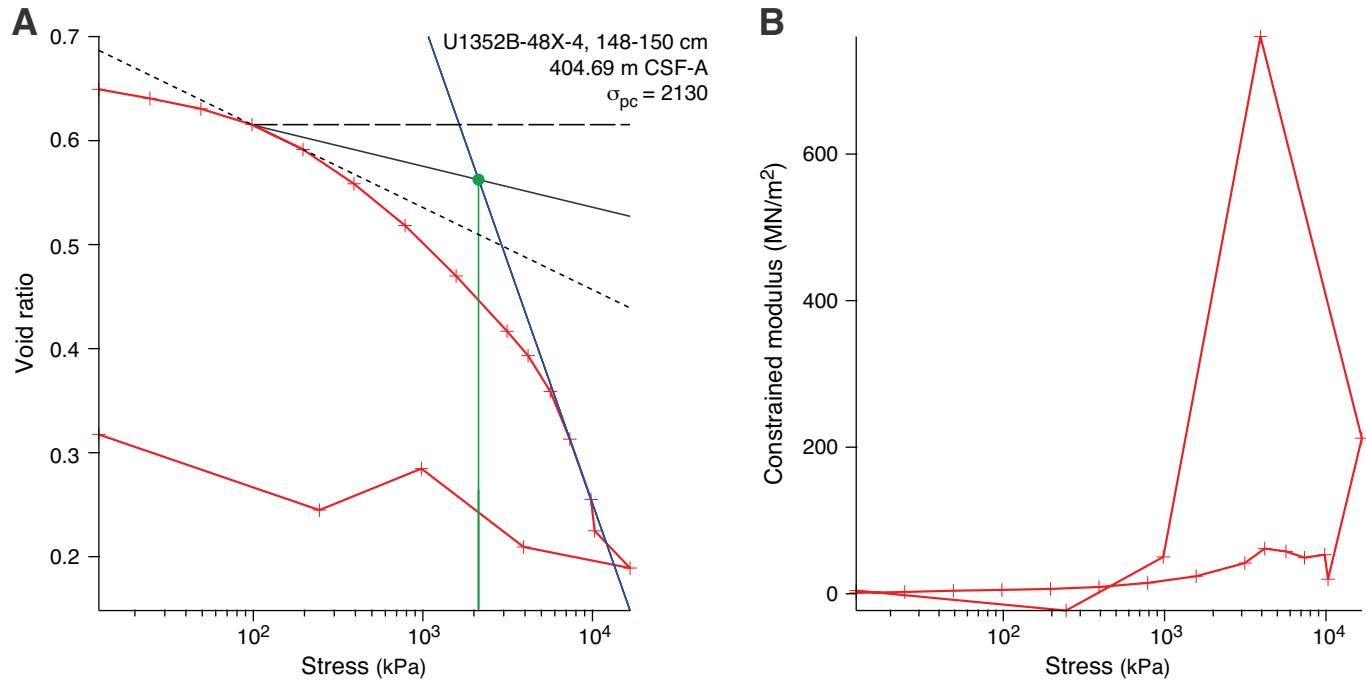 A
U1352B-48X-4, 148-150 cm
404.69 m CSF-A
σpc = 2130
0.7
0.6
0.5
0.4
0.3
0.2
Void ratio
10²
10³
10⁴
Stress (kPa)
B
600
400
200
0
Constrained modulus (MN/m²)
10²
10³
10⁴
Stress (kPa)